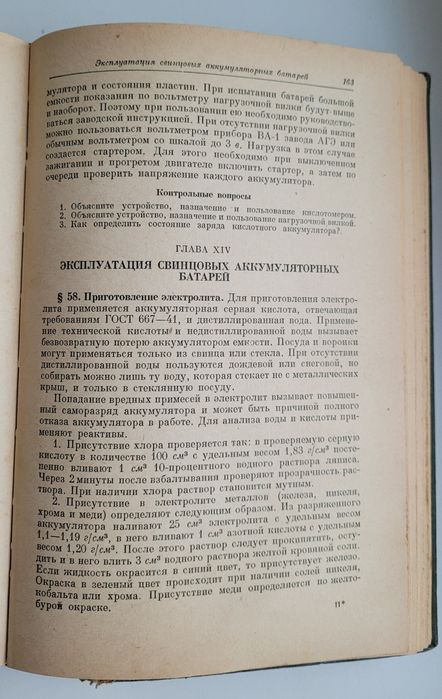 Эксплуатация свинцовых аккумуляторных батарей 163
мулятора и состояния пластин. При испытании батарей большой
емкости показания по вольтметру нагрузочной вилки будут выше
и наоборот. Поэтому при пользовании ею необходимо руководство-
ваться заводской инструкцией. При отсутствии нагрузочной вилки
можно пользоваться вольтметром прибора ВА-1 завода АГЭ или
обычным вольтметром со шкалой до 3 в. Нагрузка в этом случае
создается стартером. Для этого необходимо при выключенном
зажигании и прогретом двигателе включить стартер, а затем по
очереди проверить напряжение каждого аккумулятора.
Контрольные вопросы
1. Объясните устройство, назначение и пользование кислотомером.
2. Объясните устройство, назначение и пользование нагрузочной вилкой.
3. Как определить состояние заряда кислотного аккумулятора?
ГЛАВА XIV
ЭКСПЛУАТАЦИЯ СВИНЦОВЫХ АККУМУЛЯТОРНЫХ
БАТАРЕЙ
§ 58. Приготовление электролита. Для приготовления электро-
лита применяется аккумуляторная серная кислота, отвечающая
требованиям ГОСТ 667—41, и дистиллированная вода. Приме-
нение технической кислоты и недистиллированной воды вызывает
безвозвратную потерю аккумулятором емкости. Посуда и воронки
могут применяться только из свинца или стекла. При отсутствии
дистиллированной воды пользуются дождевой или снеговой, но
собирать можно лишь ту воду, которая стекает не с металлических
крыш, и только в стеклянную посуду.
Попадание вредных примесей в электролит вызывает повышен-
ный саморазряд аккумулятора и может быть причиной полного
отказа аккумулятора в работе. Для анализа воды и кислоты при-
меняют реактивы.
1. Присутствие хлора проверяется так: в проверяемую серную
кислоту в количестве 100 см³ с удельным весом 1,83 г/см³ посте-
пенно вливают 1 см³ 10-процентного водного раствора ляписа.
Через 2 минуты после взбалтывания проверяют прозрачность рас-
твора. При наличии хлора раствор становится мутным.
2. Присутствие в электролите металлов (железа, никеля,
хрома и меди) определяют следующим образом. Из разряженного
аккумулятора наливают 25 см³ электролита с удельным весом
1,1—1,19 г/см³, в него вливают 1 см³ азотной кислоты с удельным
весом 1,20 г/см³. После этого раствор следует прокипятить, осту-
дить и в него влить 3 см³ водного раствора желтой кровяной соли.
Если жидкость окрасится в синий цвет, то присутствует железо.
Окраска в зеленый цвет происходит при наличии солей никеля,
кобальта или хрома. Присутствие меди определяется по желто-
бурой окраске.
11*